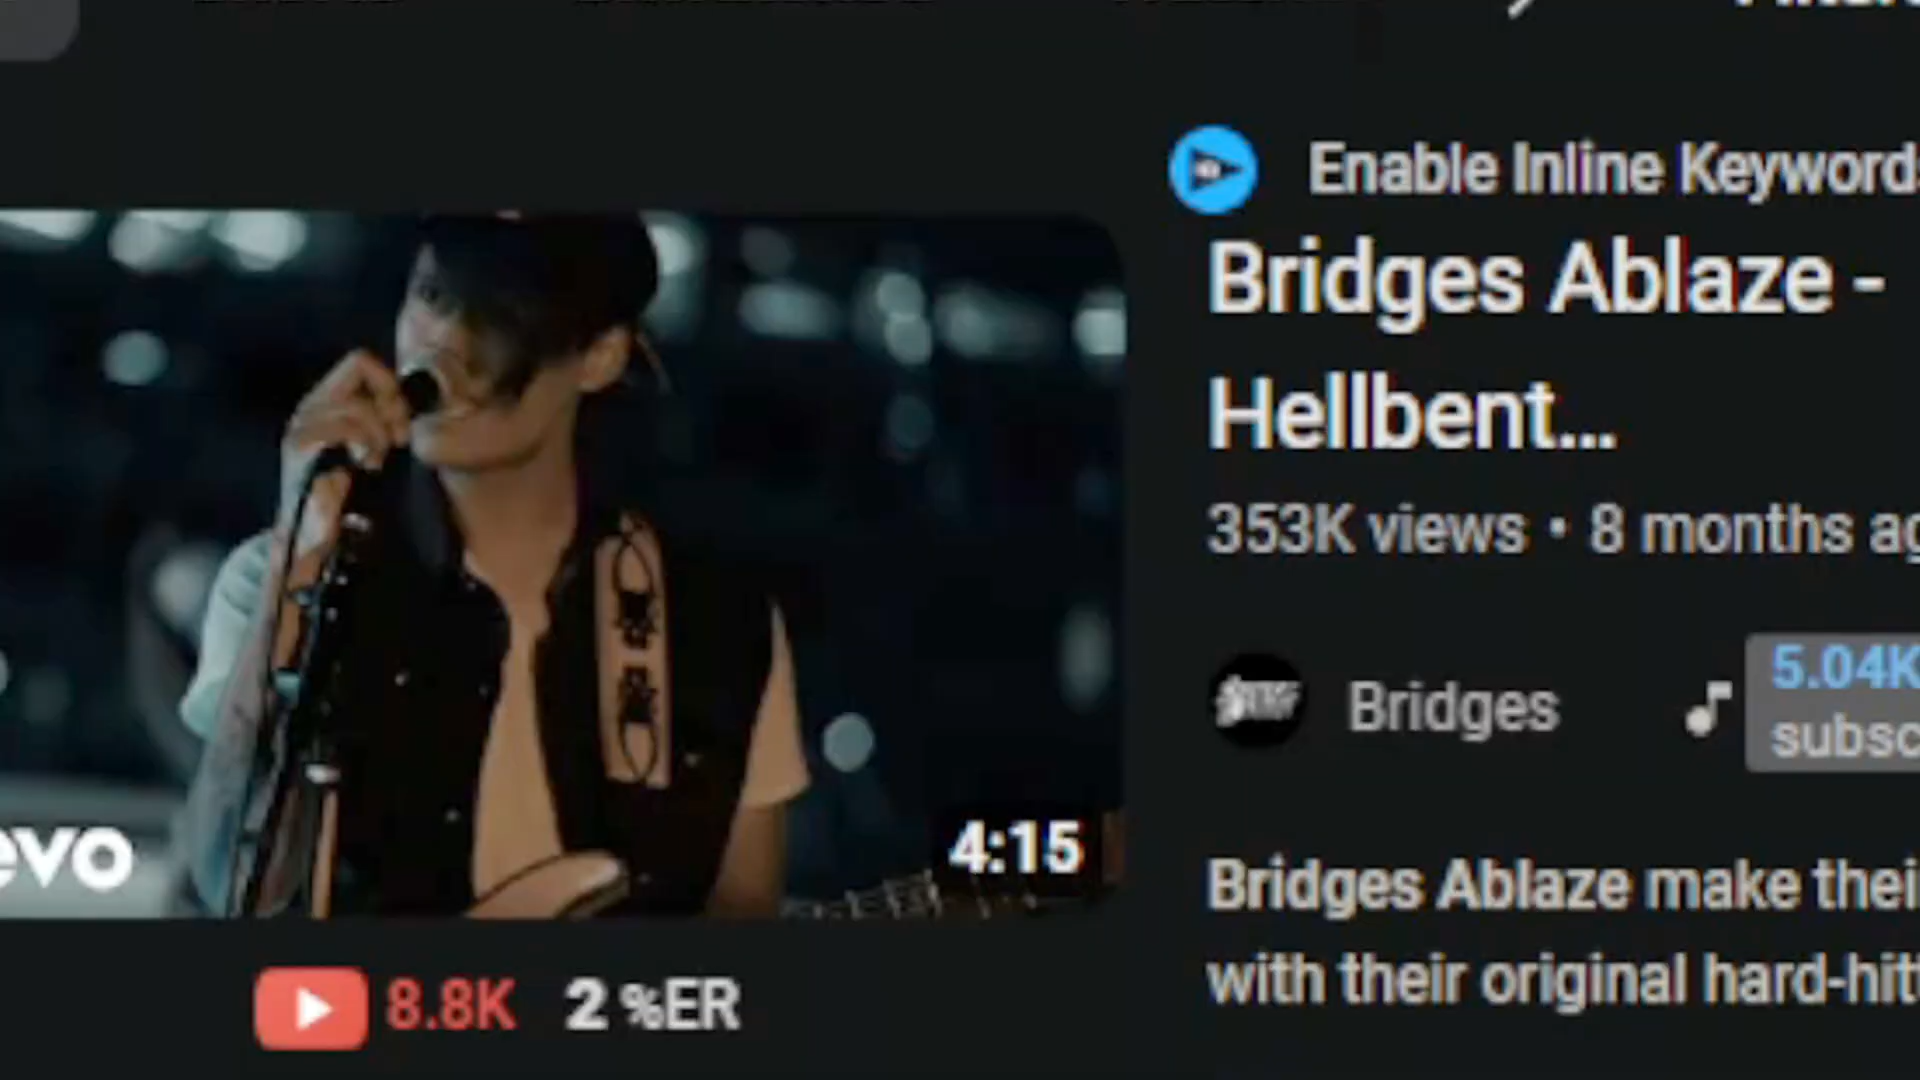 Enable Inline Keyword
Bridges Ablaze -
Hellbent...
353K views • 8 months ag
Bridges
5.04K
subsc
evo
4:15
Bridges Ablaze make thei
with their original hard-hitt
8.8K 2 %ER